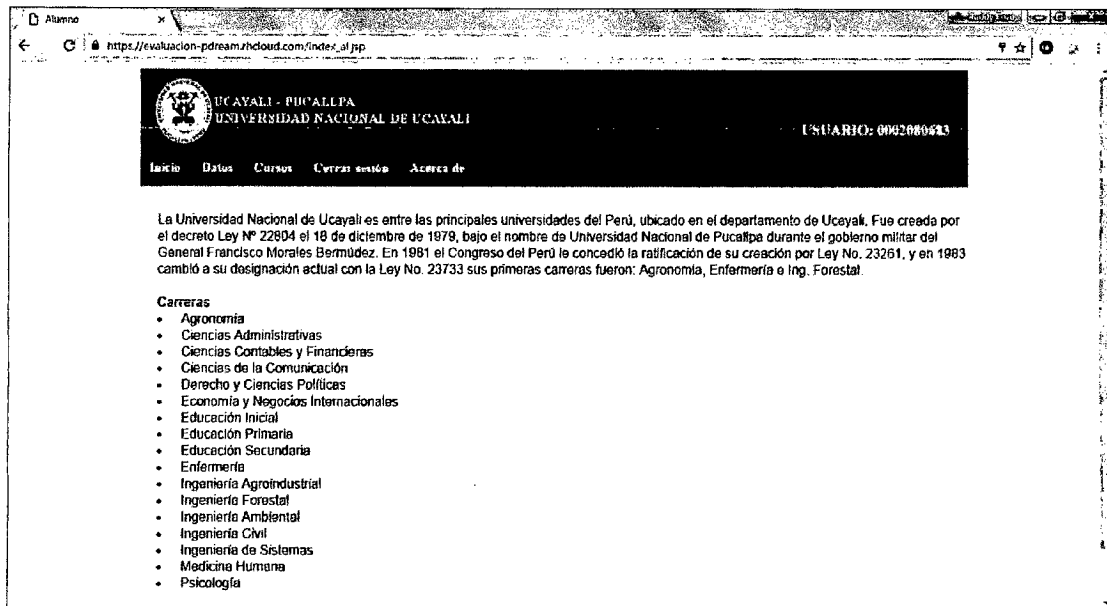 Alumno
https://evaluacion-pdream.rhcloud.com/index_al.jsp
UCAYALI - PUCALLPA
UNIVERSIDAD NACIONAL DE UCAYALI
USUARIO: 0002080683
Inicio Datos Cursos Cerrar sesión Acerca de
La Universidad Nacional de Ucayali es entre las principales universidades del Perú, ubicado en el departamento de Ucayali. Fue creada por
el decreto Ley Nº 22804 el 18 de diciembre de 1979, bajo el nombre de Universidad Nacional de Pucallpa durante el gobierno militar del
General Francisco Morales Bermúdez. En 1981 el Congreso del Perú le concedió la ratificación de su creación por Ley No. 23261, y en 1983
cambió a su designación actual con la Ley No. 23733 sus primeras carreras fueron: Agronomía, Enfermería e Ing. Forestal.
Carreras
• Agronomía
• Ciencias Administrativas
• Ciencias Contables y Financieras
• Ciencias de la Comunicación
• Derecho y Ciencias Políticas
• Economía y Negocios Internacionales
• Educación Inicial
• Educación Primaria
• Educación Secundaria
• Enfermería
• Ingeniería Agroindustrial
• Ingeniería Forestal
• Ingeniería Ambiental
• Ingeniería Civil
• Ingeniería de Sistemas
• Medicina Humana
• Psicología